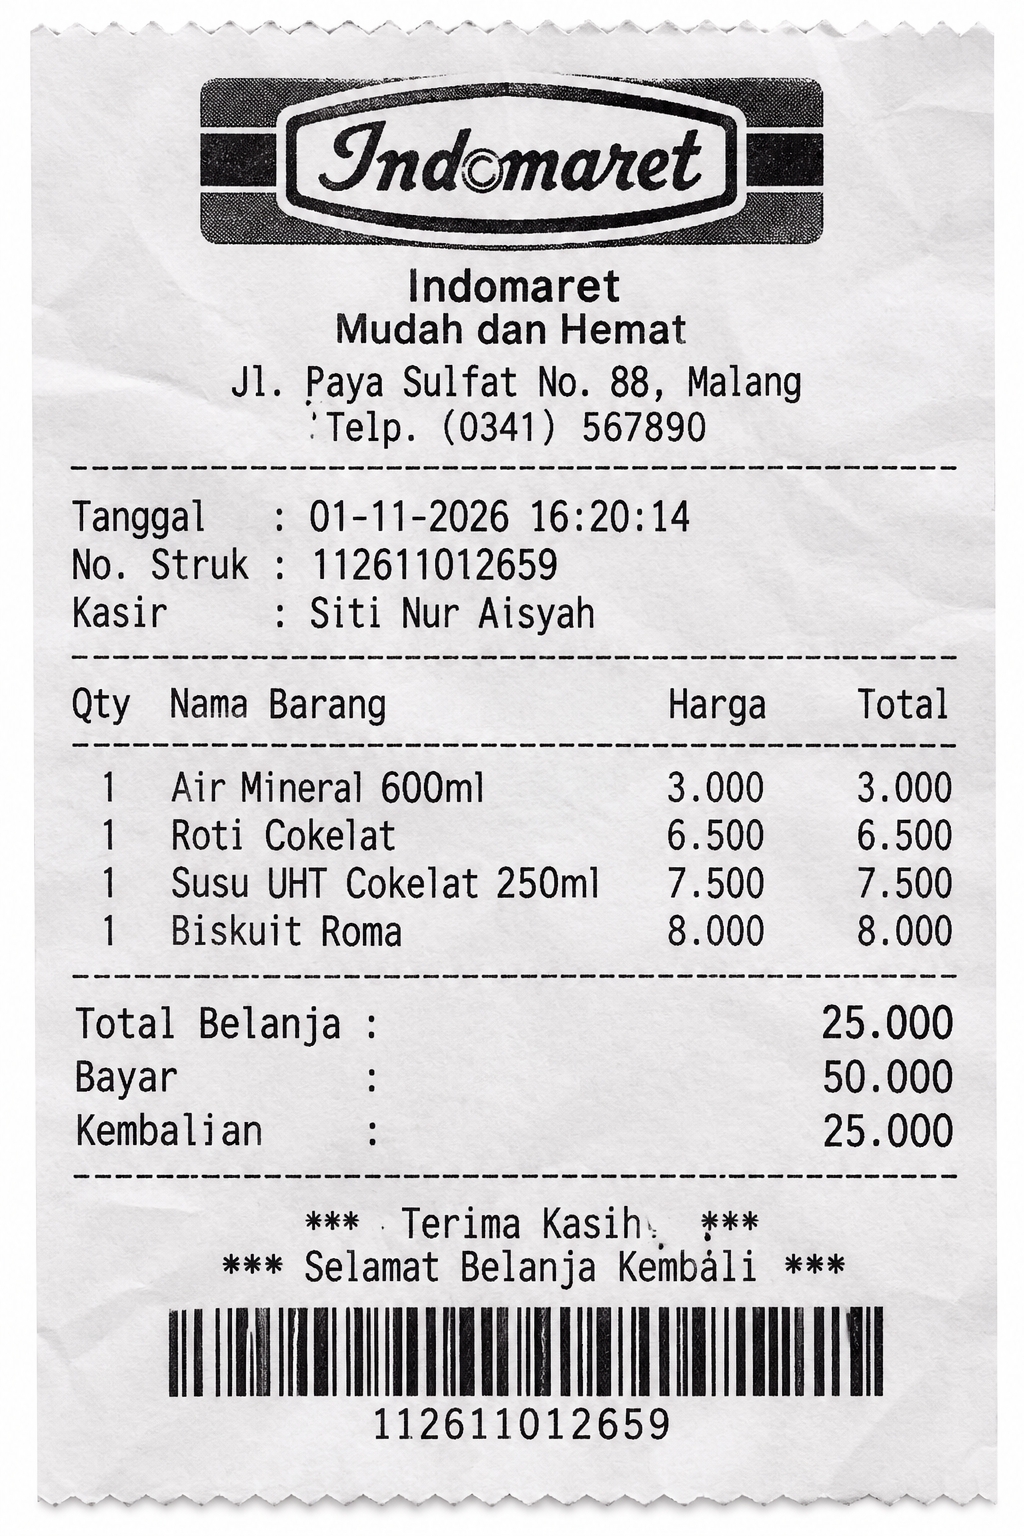 Indomaret
Indomaret
Mudah dan Hemat
Jl. Paya Sulfat No. 88, Malang
Telp. (0341) 567890
Tanggal : 01-11-2026 16:20:14
No. Struk : 112611012659
Kasir : Siti Nur Aisyah
Qty Nama Barang Harga Total
1 Air Mineral 600ml 3.000 3.000
1 Roti Cokelat 6.500 6.500
1 Susu UHT Cokelat 250ml 7.500 7.500
1 Biskuit Roma 8.000 8.000
Total Belanja : 25.000
Bayar : 50.000
Kembalian : 25.000
*** Terima Kasih. ***
*** Selamat Belanja Kembali ***
112611012659